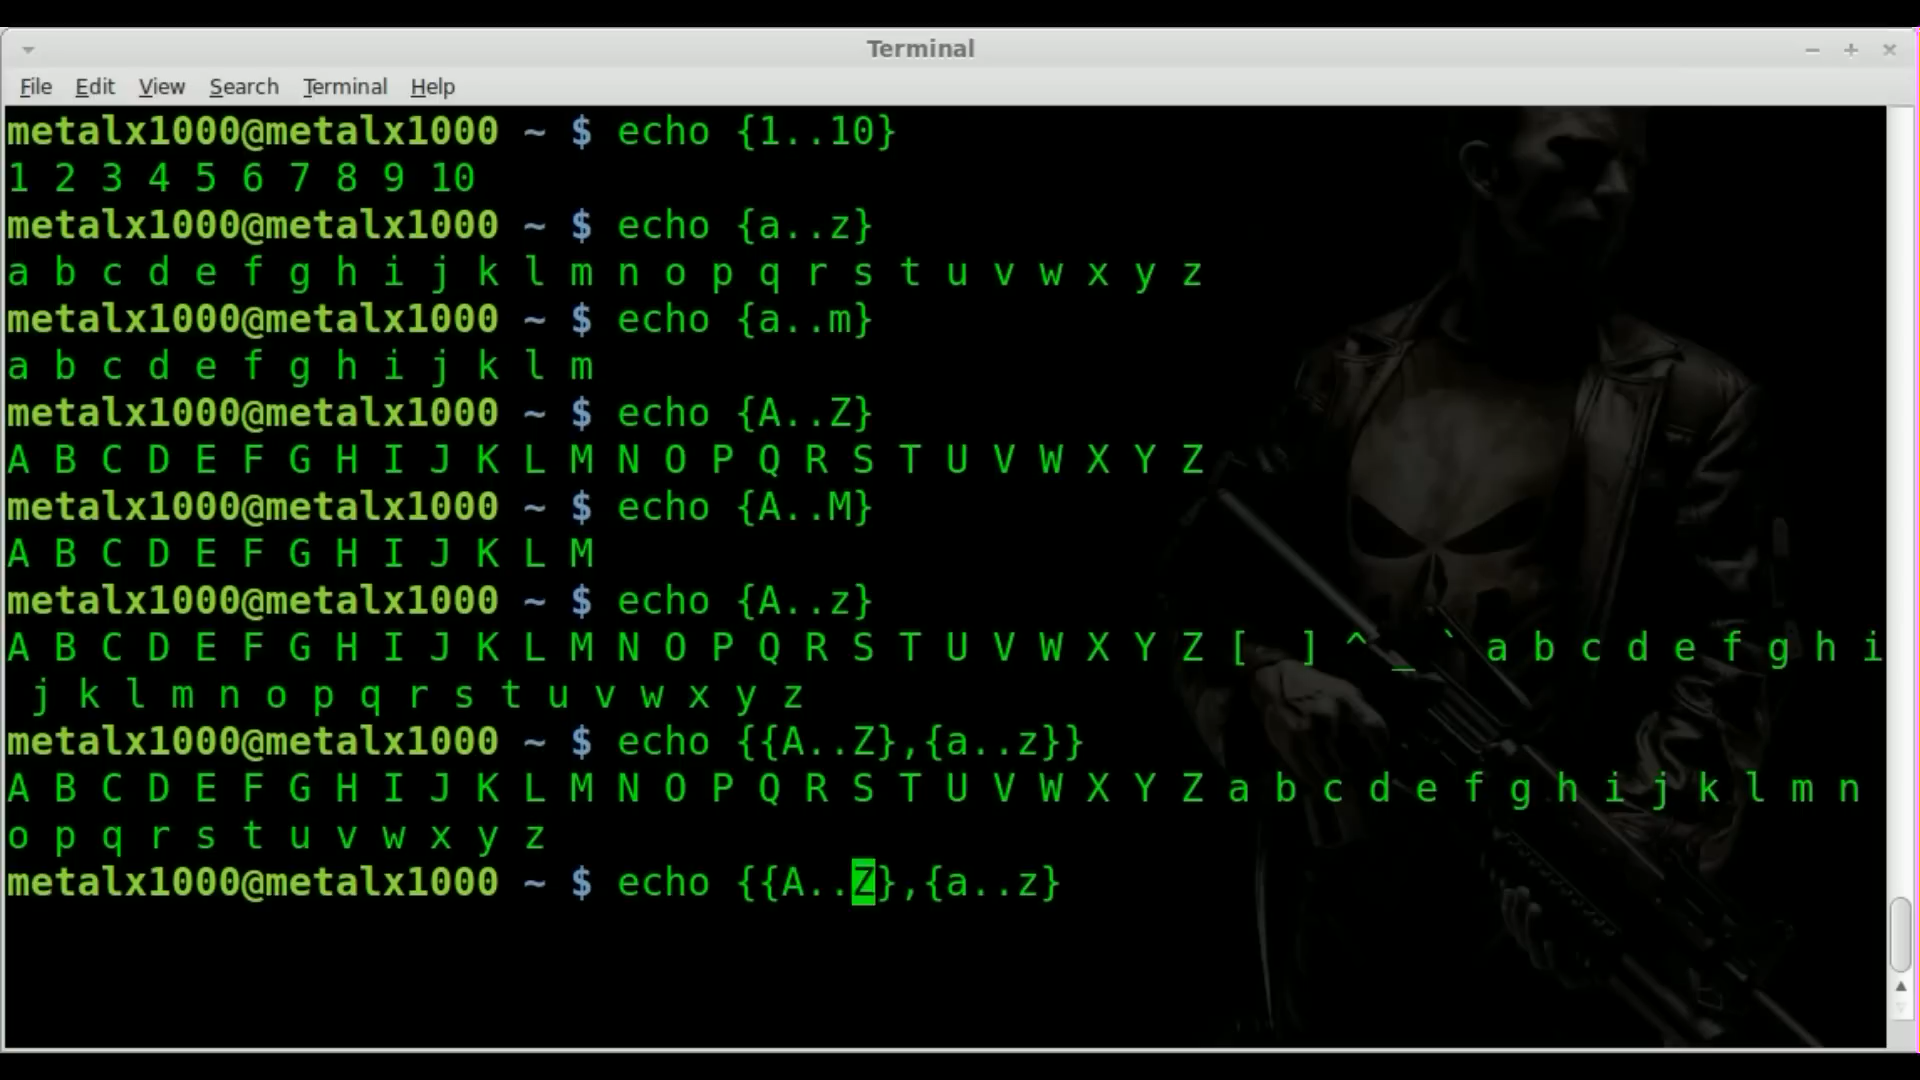 Terminal
File Edit View Search Terminal Help
metalx1000@metalx1000 ~ $ echo {1..10}
1 2 3 4 5 6 7 8 9 10
metalx1000@metalx1000 ~ $ echo {a..z}
a b c d e f g h i j k l m n o p q r s t u v w x y z
metalx1000@metalx1000 ~ $ echo {a..m}
a b c d e f g h i j k l m
metalx1000@metalx1000 ~ $ echo {A..Z}
A B C D E F G H I J K L M N O P Q R S T U V W X Y Z
metalx1000@metalx1000 ~ $ echo {A..M}
A B C D E F G H I J K L M
metalx1000@metalx1000 ~ $ echo {A..z}
A B C D E F G H I J K L M N O P Q R S T U V W X Y Z [  ] ^ _ ` a b c d e f g h i
 j k l m n o p q r s t u v w x y z
metalx1000@metalx1000 ~ $ echo {{A..Z},{a..z}}
A B C D E F G H I J K L M N O P Q R S T U V W X Y Z a b c d e f g h i j k l m n
o p q r s t u v w x y z
metalx1000@metalx1000 ~ $ echo {{A..Z},{a..z}